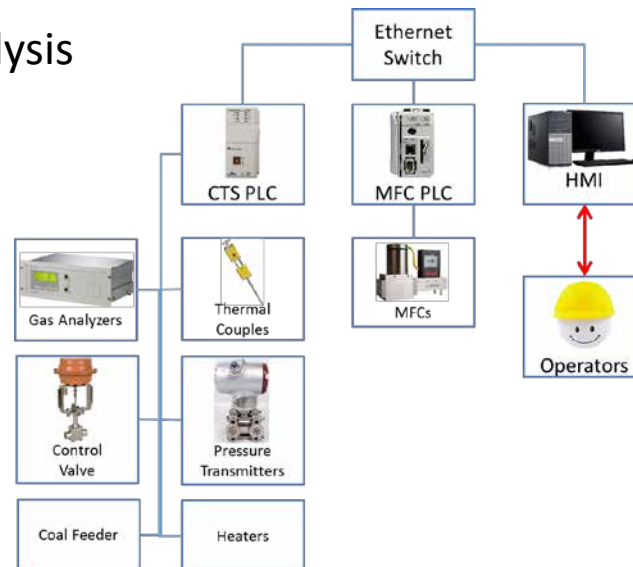 lysis
Ethernet
Switch
CTS PLC
MFC PLC
HMI
Gas Analyzers
Thermal
Couples
MFCs
Operators
Control
Valve
Pressure
Transmitters
Coal Feeder
Heaters